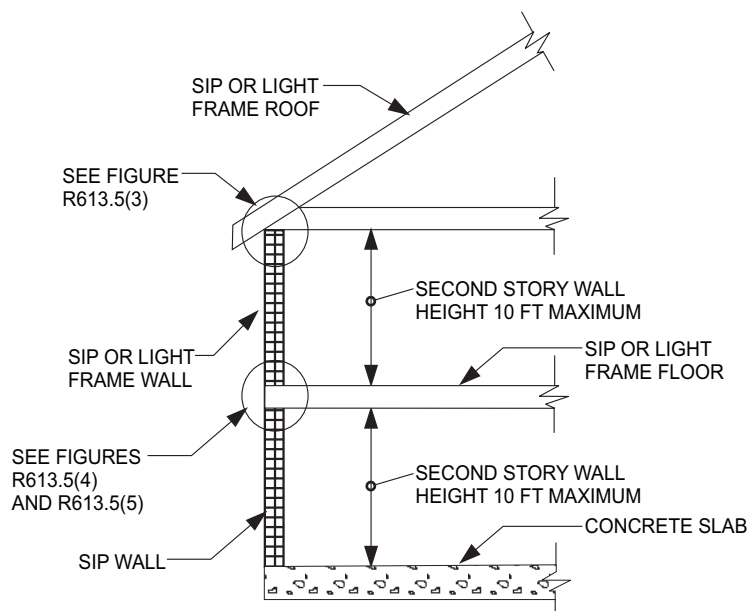 SIP OR LIGHT
FRAME ROOF
SEE FIGURE
R613.5(3)
SECOND STORY WALL
HEIGHT 10 FT MAXIMUM
SIP OR LIGHT
FRAME WALL
SIP OR LIGHT
FRAME FLOOR
SEE FIGURES
R613.5(4)
AND R613.5(5)
SECOND STORY WALL
HEIGHT 10 FT MAXIMUM
CONCRETE SLAB
SIP WALL